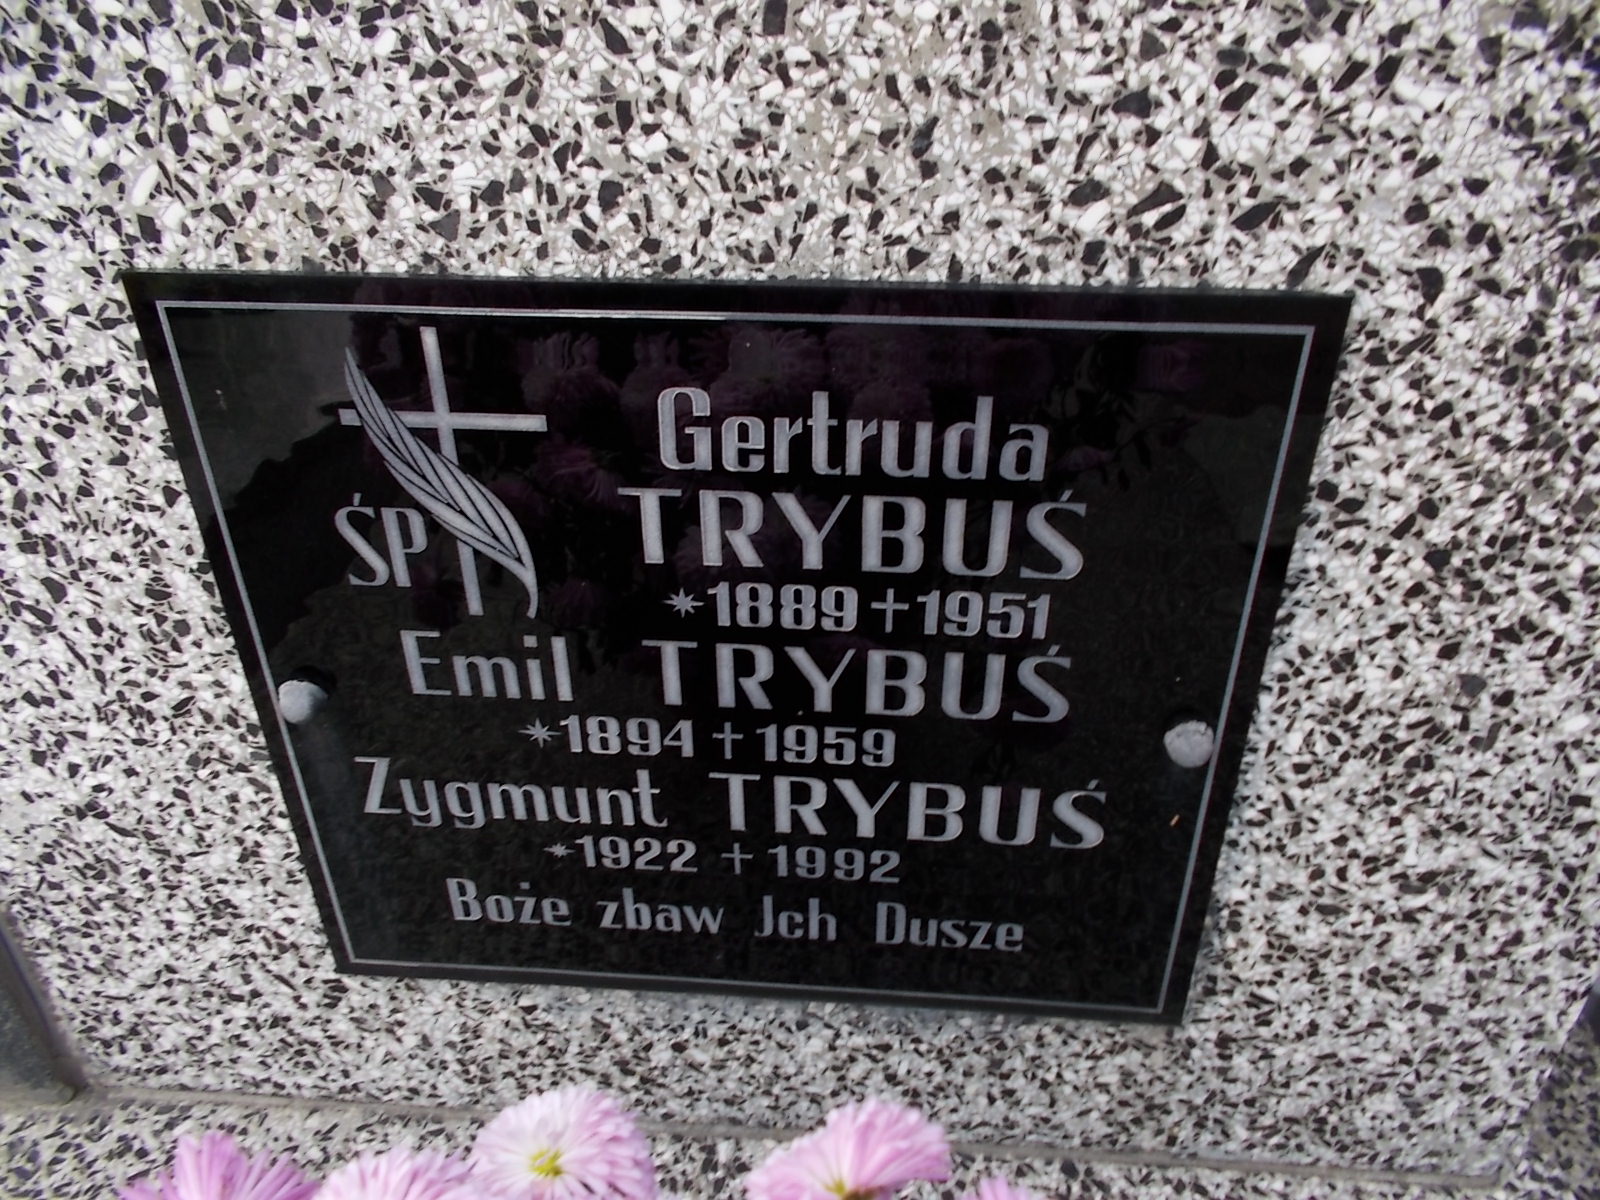 ŚP
Gertruda
TRYBUŚ
*1889 +1951
Emil TRYBUŚ
*1894 +1959
Zygmunt TRYBUŚ
*1922 +1992
Boże zbaw Jch Dusze